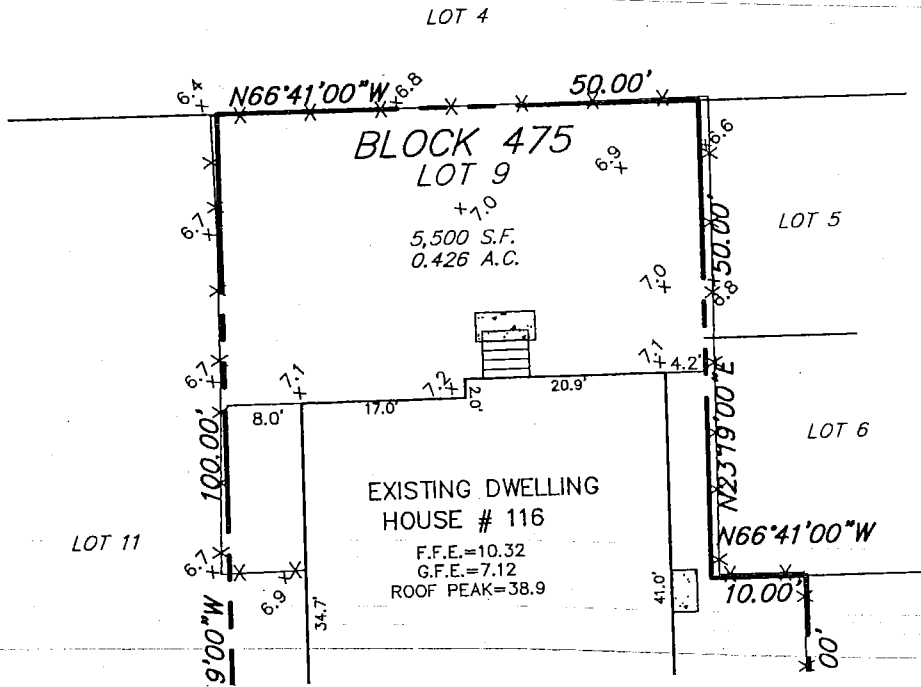 LOT 4
6.4
N66°41'00"W
6.8
50.00'
BLOCK 475
LOT 9
6.6
6.9
7.0
6.7
5,500 S.F.
0.426 A.C.
50.00'
LOT 5
7.0
6.8
6.7
7.1
7.2
7.1
4.2'
8.0'
17.0'
2.0'
20.9'
100.00'
N23°19'00"E
LOT 6
EXISTING DWELLING
HOUSE # 116
F.F.E.=10.32
G.F.E.=7.12
ROOF PEAK=38.9
LOT 11
N66°41'00"W
6.7
6.9
34.7'
41.0'
10.00'
9'00"W
00'